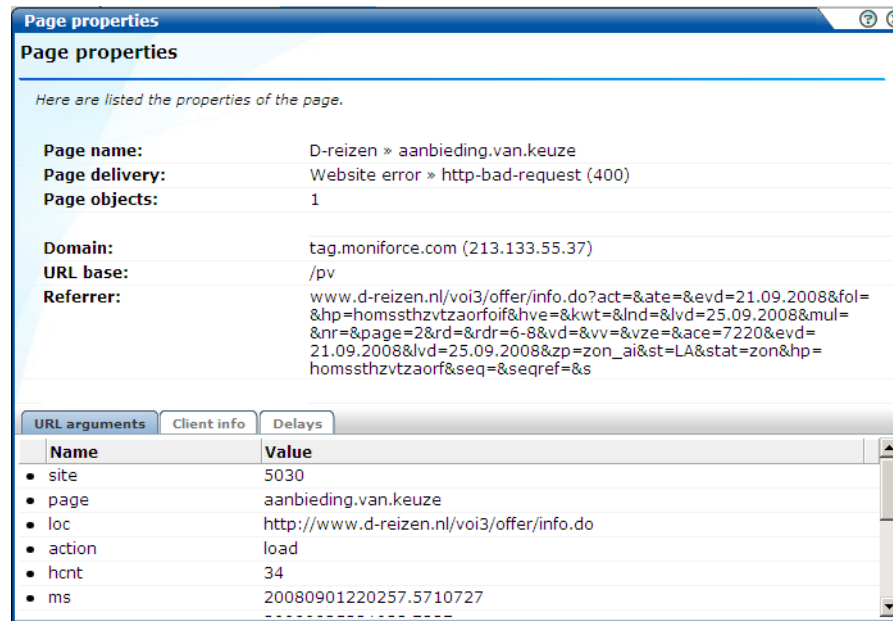 Page properties
Page properties
Here are listed the properties of the page.
Page name: D-reizen » aanbieding.van.keuze
Page delivery: Website error » http-bad-request (400)
Page objects: 1
Domain: tag.moniforce.com (213.133.55.37)
URL base: /pv
Referrer: www.d-reizen.nl/voi3/offer/info.do?act=&ate=&evd=21.09.2008&fol=
&hp=homssthzvtzaorfoif&hve=&kwt=&lnd=&lvd=25.09.2008&mul=
&nr=&page=2&rd=&rdr=6-8&vd=&vv=&vze=&ace=7220&evd=
21.09.2008&lvd=25.09.2008&zp=zon_ai&st=LA&stat=zon&hp=
homssthzvtzaorf&seq=&seqref=&s
URL arguments Client info Delays
Name Value
• site 5030
• page aanbieding.van.keuze
• loc http://www.d-reizen.nl/voi3/offer/info.do
• action load
• hcnt 34
• ms 20080901220257.5710727